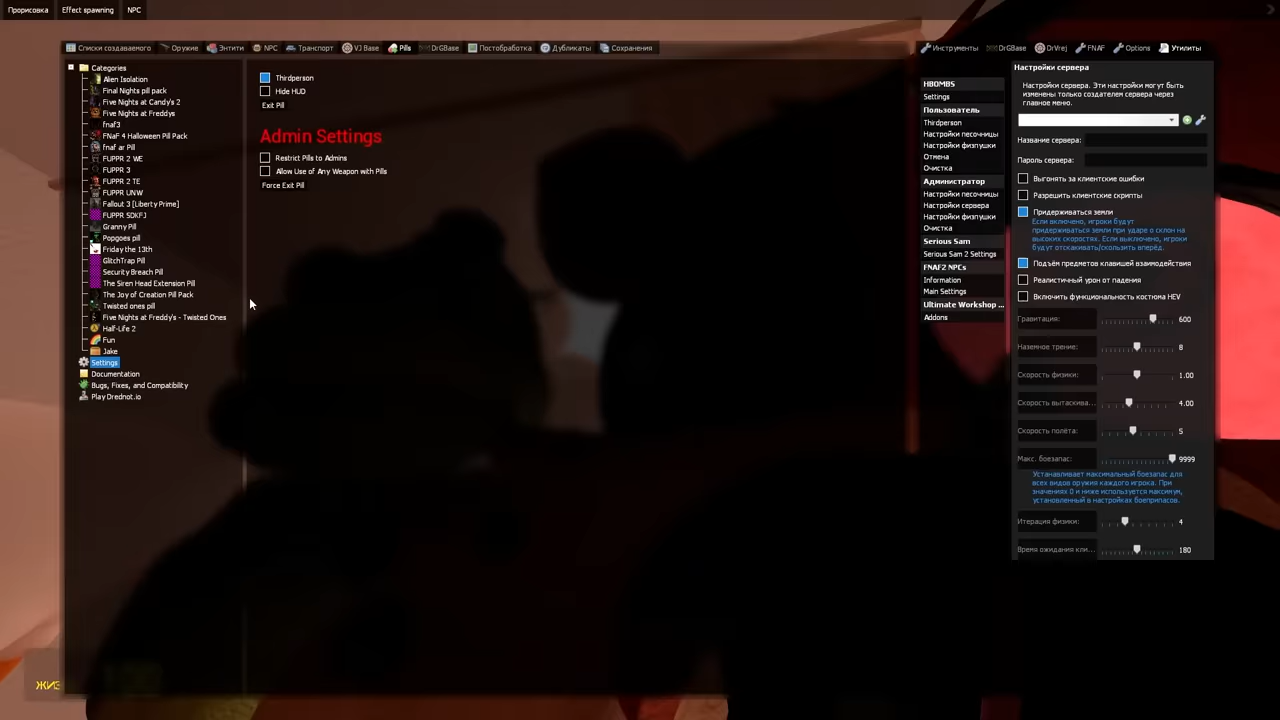 Прорисовка
Effect spawning
NPC
Списки создаваемого
Оружие
Энтити
NPC
Транспорт
VJ Base
Pills
DrGBase
Постобработка
Дубликаты
Сохранения
Инструменты
DrGBase
DrVrej
FNAF
Options
Утилиты
Categories
Alien Isolation
Final Nights pill pack
Five Nights at Candy's 2
Five Nights at Freddys
fnaf3
FNaF 4 Halloween Pill Pack
fnaf ar Pill
FUPPR 2 WE
FUPPR 3
FUPPR 2 TE
FUPPR UNW
Fallout 3 [Liberty Prime]
FUPPR SDKFJ
Granny Pill
Popgoes pill
Friday the 13th
GlitchTrap Pill
Security Breach Pill
The Siren Head Extension Pill
The Joy of Creation Pill Pack
Twisted ones pill
Five Nights at Freddy's - Twisted Ones
Half-Life 2
Fun
Jake
Settings
Documentation
Bugs, Fixes, and Compatibility
Play Drednot.io
Thirdperson
Hide HUD
Exit Pill
Admin Settings
Restrict Pills to Admins
Allow Use of Any Weapon with Pills
Force Exit Pill
HBOMBS
Settings
Пользователь
Thirdperson
Настройки песочницы
Настройки физпушки
Отмена
Очистка
Администратор
Настройки песочницы
Настройки сервера
Настройки физпушки
Очистка
Serious Sam
Serious Sam 2 Settings
FNAF2 NPCs
Information
Main Settings
Ultimate Workshop ...
Addons
Настройки сервера
Настройки сервера. Эти настройки могут быть
изменены только создателем сервера через
главное меню.
Название сервера:
Пароль сервера:
Выгонять за клиентские ошибки
Разрешить клиентские скрипты
Придерживаться земли
Если включено, игроки будут
придерживаться земли при ударе о склон на
высоких скоростях. Если выключено, игроки
будут отскакивать/скользить вперёд.
Подъём предметов клавишей взаимодействия
Реалистичный урон от падения
Включить функциональность костюма HEV
Гравитация: 600
Наземное трение: 8
Скорость физики: 1.00
Скорость вытаскива... 4.00
Скорость полёта: 5
Макс. боезапас: 9999
Устанавливает максимальный боезапас для
всех видов оружия каждого игрока. При
значениях 0 и ниже используется максимум,
установленный в настройках боеприпасов.
Итерация физики: 4
Время ожидания кли... 180